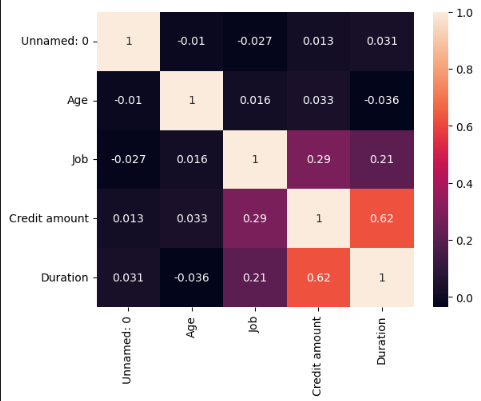 Unnamed: 0 1 -0.01 -0.027 0.013 0.031
Age -0.01 1 0.016 0.033 -0.036
Job -0.027 0.016 1 0.29 0.21
Credit amount 0.013 0.033 0.29 1 0.62
Duration 0.031 -0.036 0.21 0.62 1
Unnamed: 0
Age
Job
Credit amount
Duration
1.0
0.8
0.6
0.4
0.2
0.0